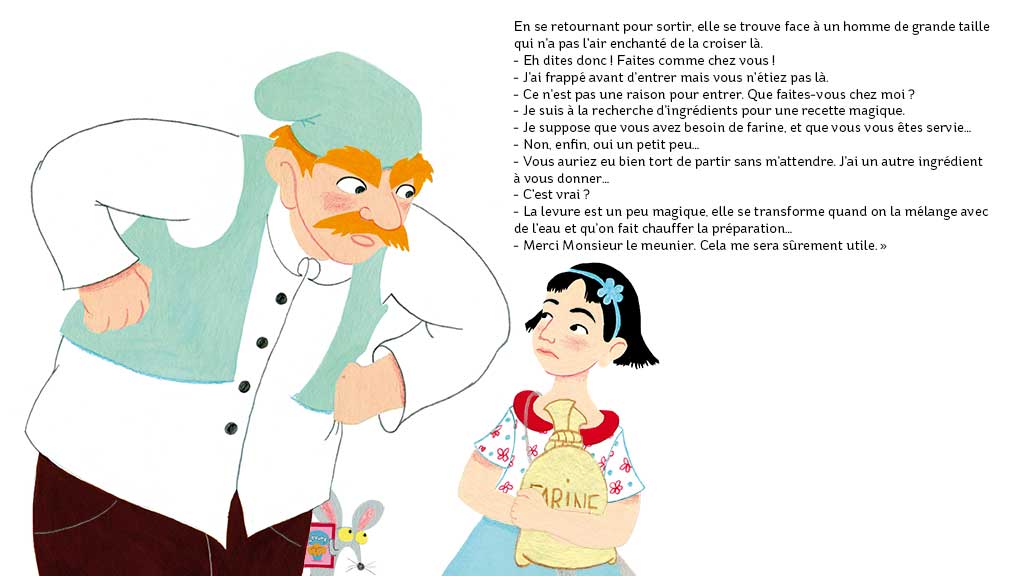 En se retournant pour sortir, elle se trouve face à un homme de grande taille
qui n'a pas l'air enchanté de la croiser là.
- Eh dites donc ! Faites comme chez vous !
- J'ai frappé avant d'entrer mais vous n'étiez pas là.
- Ce n'est pas une raison pour entrer. Que faites-vous chez moi ?
- Je suis à la recherche d'ingrédients pour une recette magique.
- Je suppose que vous avez besoin de farine, et que vous vous êtes servie…
- Non, enfin, oui un petit peu…
- Vous auriez eu bien tort de partir sans m'attendre. J'ai un autre ingrédient
à vous donner…
- C'est vrai ?
- La levure est un peu magique, elle se transforme quand on la mélange avec
de l'eau et qu'on fait chauffer la préparation…
- Merci Monsieur le meunier. Cela me sera sûrement utile. »
FARINE